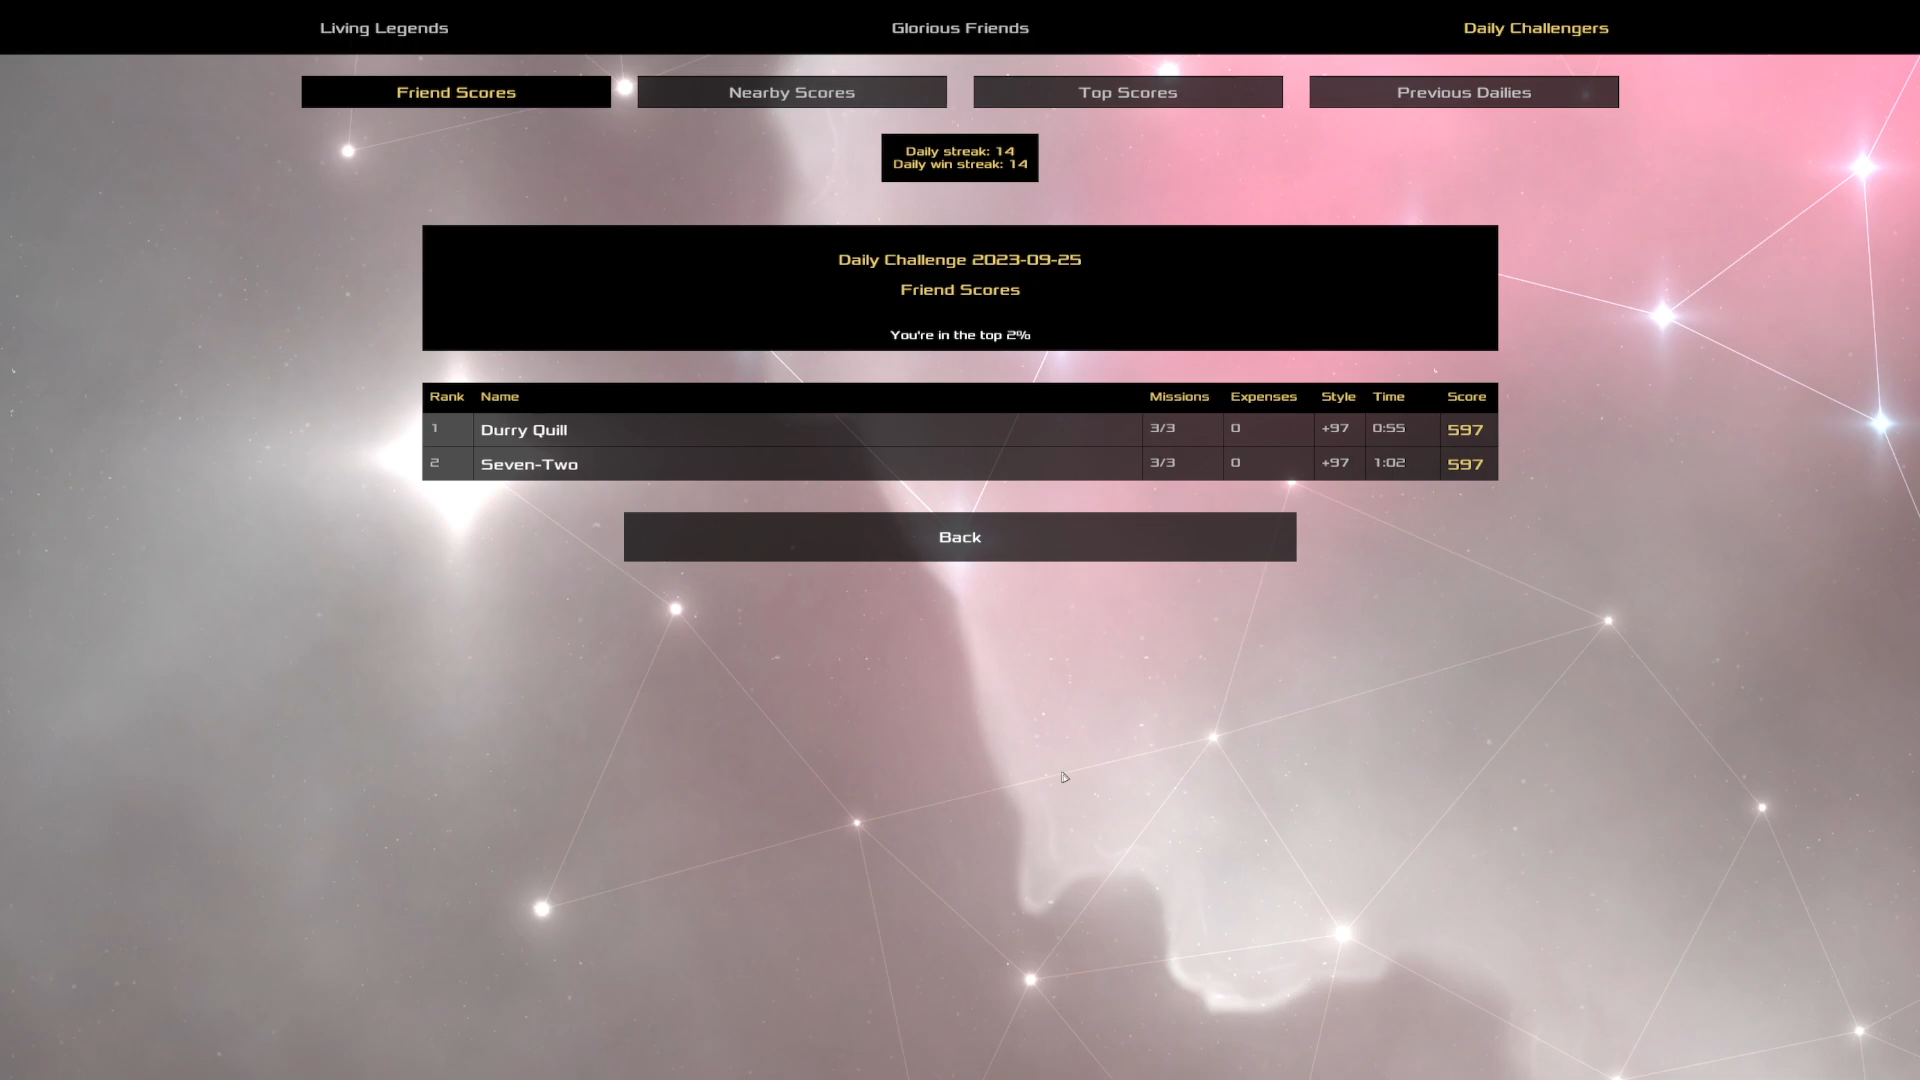 Living Legends
Glorious Friends
Daily Challengers
Friend Scores
Nearby Scores
Top Scores
Previous Dailies
Daily streak: 14
Daily win streak: 14
Daily Challenge 2023-09-25
Friend Scores
You're in the top 2%
Rank Name Missions Expenses Style Time Score
1 Durry Quill 3/3 0 +97 0:55 597
2 Seven-Two 3/3 0 +97 1:02 597
Back